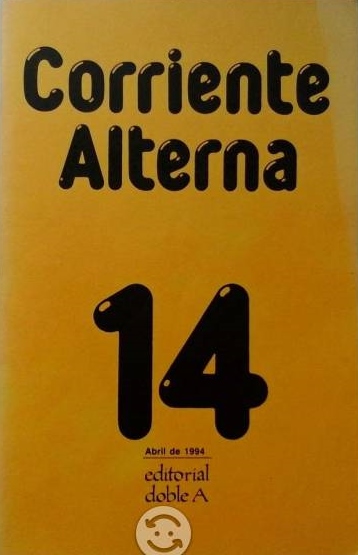 Corriente
Alterna
14
Abril de 1994
editorial
doble A